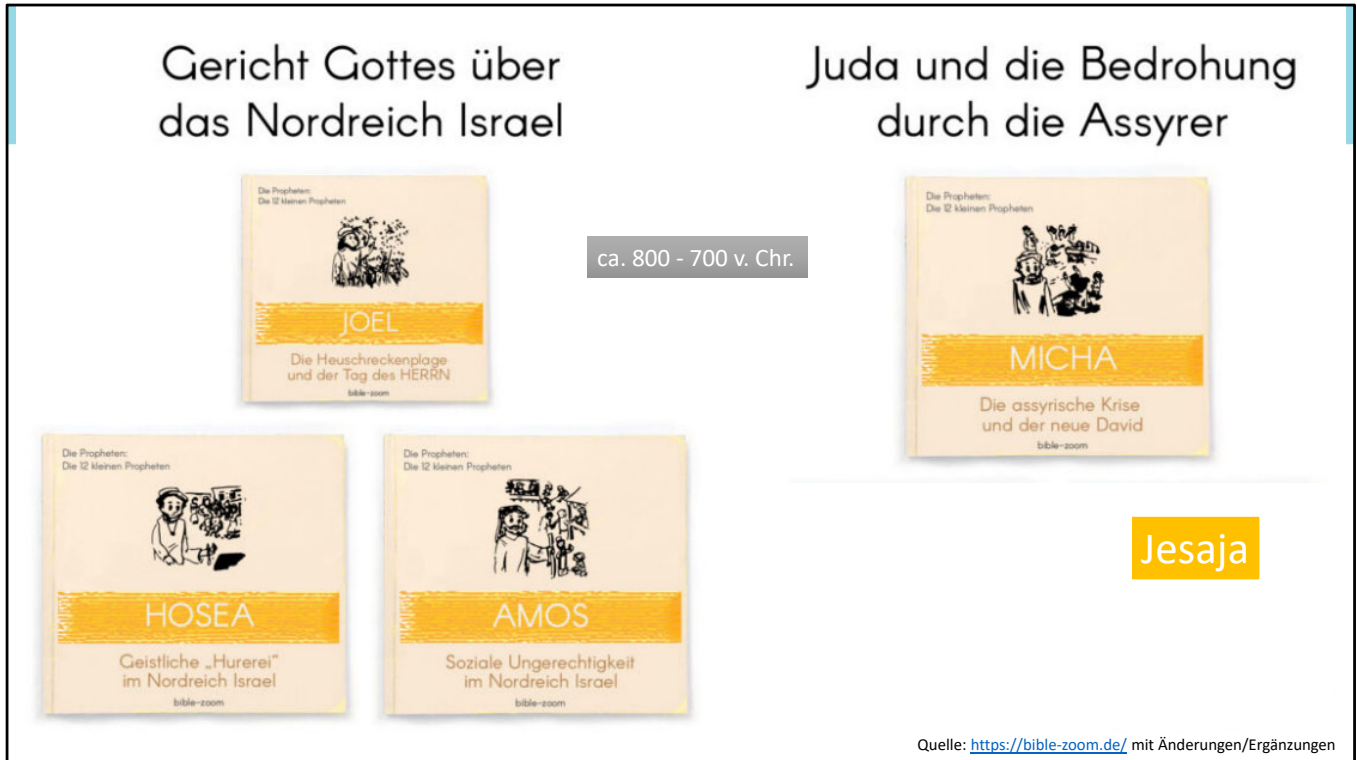 Gericht Gottes über
das Nordreich Israel
Juda und die Bedrohung
durch die Assyrer
Die Propheten:
Die 12 kleinen Propheten
JOEL
Die Heuschreckenplage
und der Tag des HERRN
bible-zoom
ca. 800 - 700 v. Chr.
Die Propheten:
Die 12 kleinen Propheten
MICHA
Die assyrische Krise
und der neue David
bible-zoom
Die Propheten:
Die 12 kleinen Propheten
HOSEA
Geistliche „Hurerei"
im Nordreich Israel
bible-zoom
Die Propheten:
Die 12 kleinen Propheten
AMOS
Soziale Ungerechtigkeit
im Nordreich Israel
bible-zoom
Jesaja
Quelle: https://bible-zoom.de/ mit Änderungen/Ergänzungen